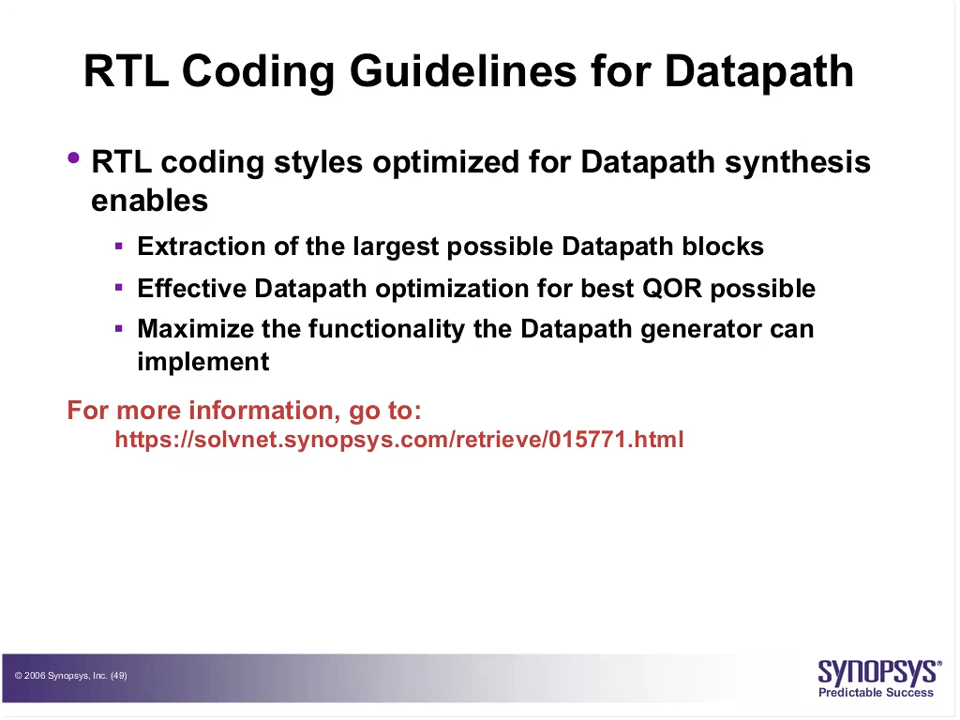 RTL Coding Guidelines for Datapath
• RTL coding styles optimized for Datapath synthesis
enables
▪ Extraction of the largest possible Datapath blocks
▪ Effective Datapath optimization for best QOR possible
▪ Maximize the functionality the Datapath generator can
implement
For more information, go to:
https://solvnet.synopsys.com/retrieve/015771.html
© 2006 Synopsys, Inc. (49)
SYNOPSYS®
Predictable Success